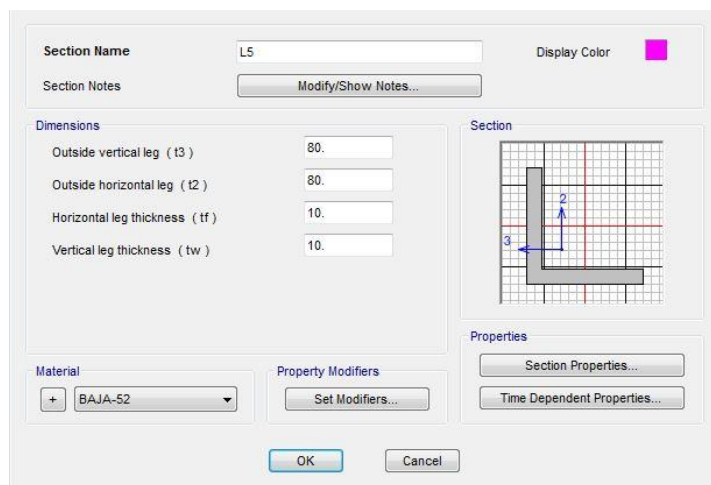 Section Name L5 Display Color
Section Notes Modify/Show Notes...
Dimensions Section
Outside vertical leg ( t3 ) 80.
Outside horizontal leg ( t2 ) 80.
Horizontal leg thickness ( tf ) 10.
Vertical leg thickness ( tw ) 10.
2
3
Properties
Section Properties...
Time Dependent Properties...
Material Property Modifiers
+ BAJA-52 Set Modifiers...
OK Cancel